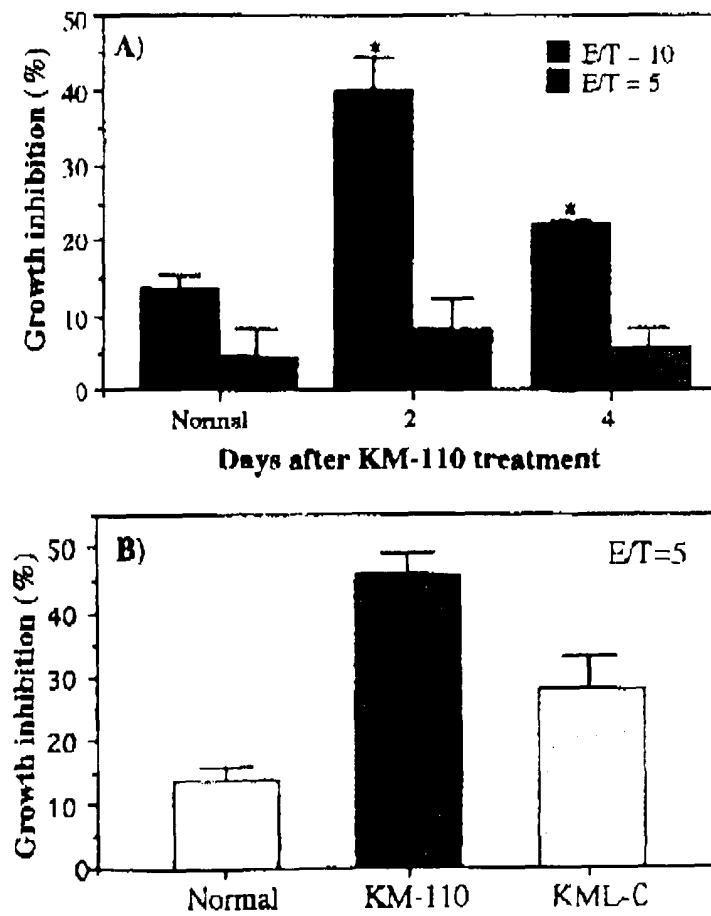 A)
E/T - 10
E/T = 5
Growth inhibition (%)
50
40
30
20
10
0
*
*
Normal
2
4
Days after KM-110 treatment
B)
E/T=5
Growth inhibition (%)
50
40
30
20
10
0
Normal
KM-110
KML-C